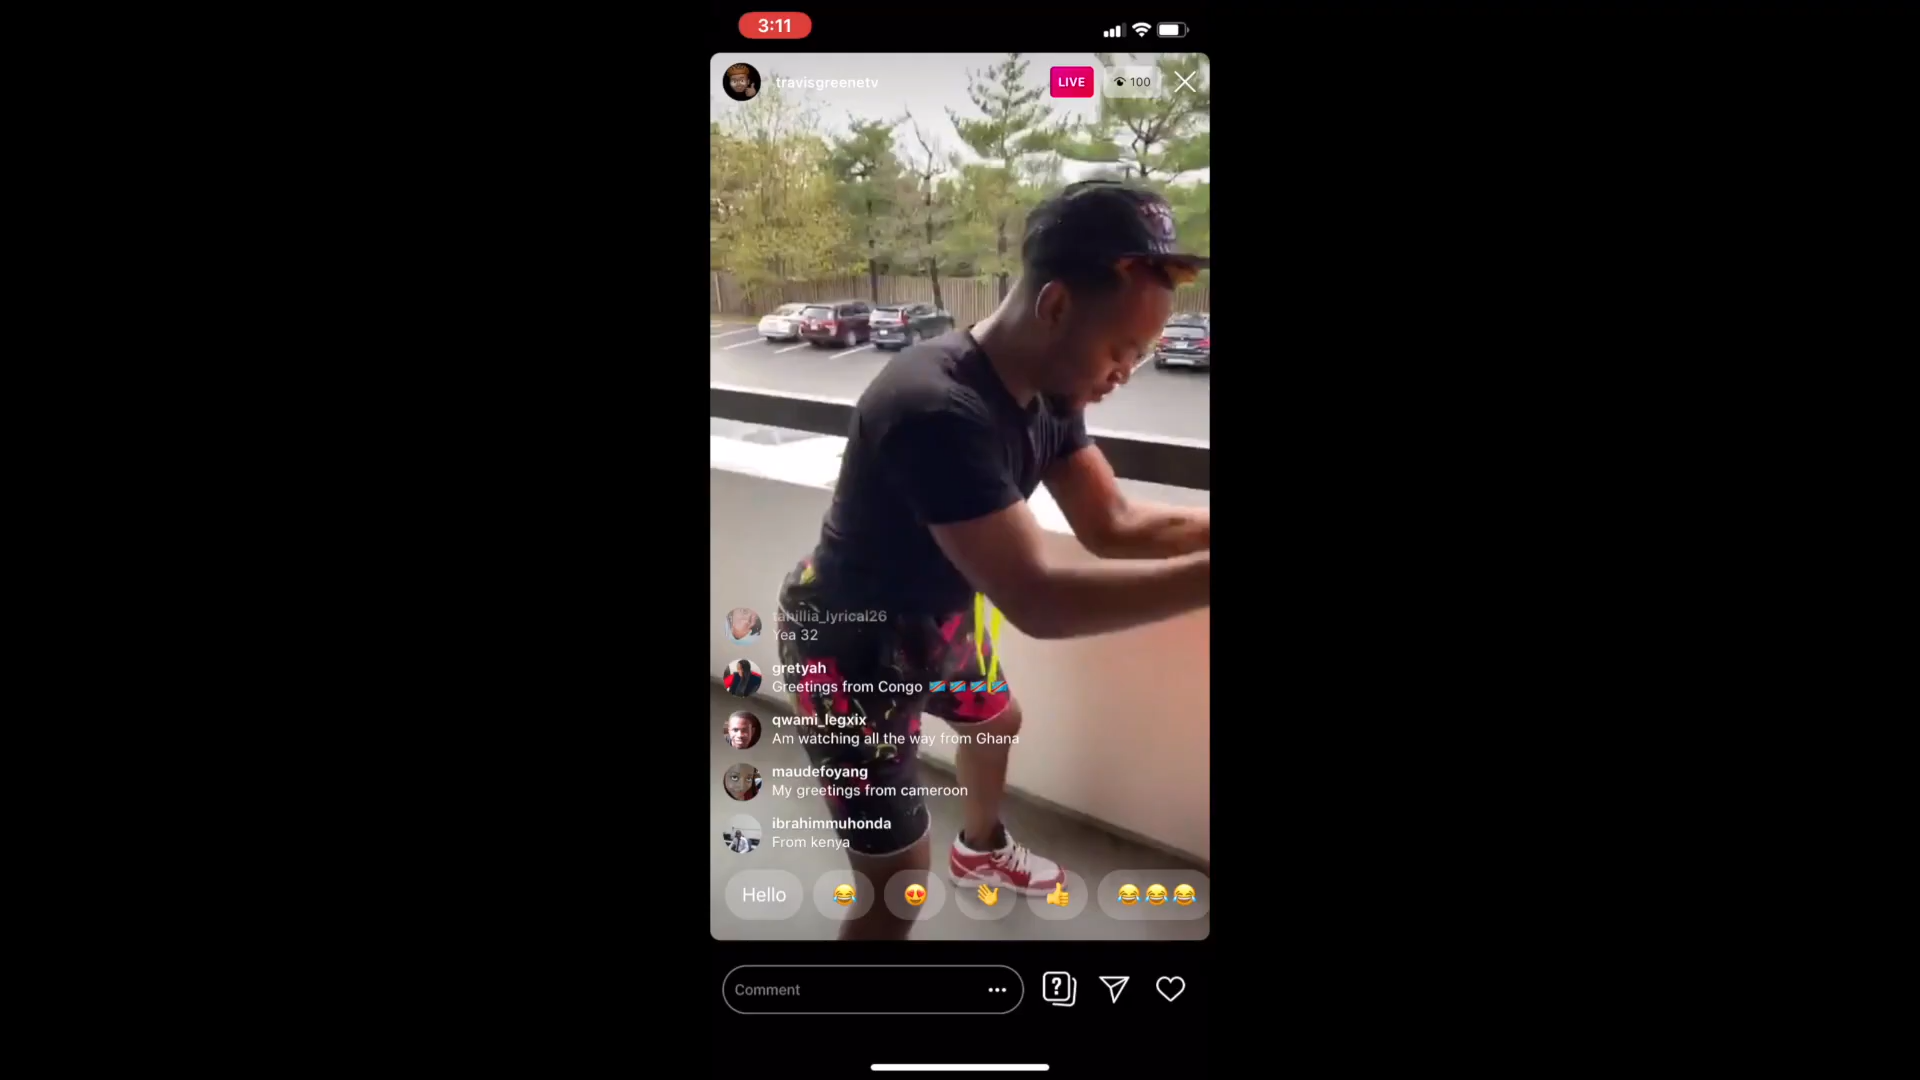 3:11
travisgreenetv
LIVE
100
tahillia_lyrical26
Yea 32
gretyah
Greetings from Congo 🇨🇩🇨🇩🇨🇩🇨🇩
qwami_legxix
Am watching all the way from Ghana
maudefoyang
My greetings from cameroon
ibrahimmuhonda
From kenya
Hello 😂 😍 👋 👍 😂😂😂
Comment